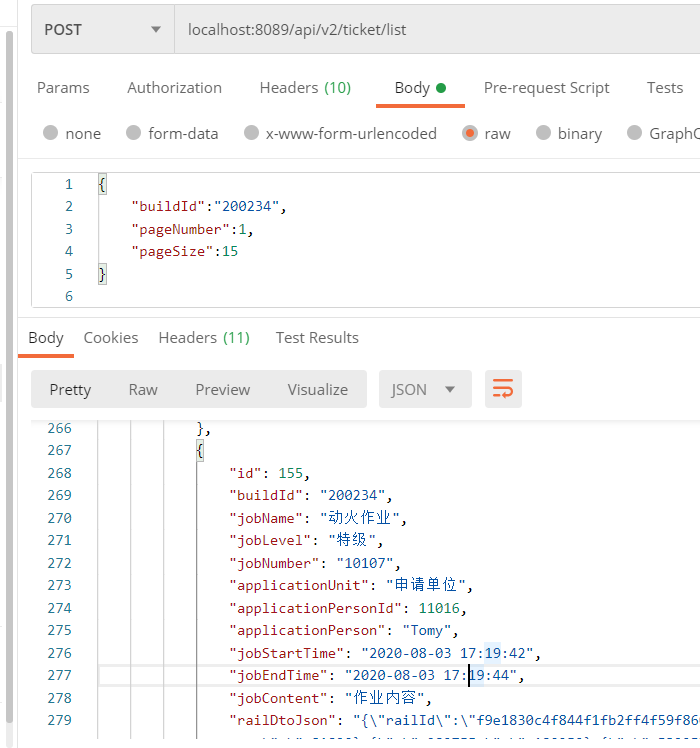 POST localhost:8089/api/v2/ticket/list
Params Authorization Headers (10) Body Pre-request Script Tests
none form-data x-www-form-urlencoded raw binary
1 {
2 "buildId":"200234",
3 "pageNumber":1,
4 "pageSize":15
5 }
6
Body Cookies Headers (11) Test Results
Pretty Raw Preview Visualize JSON
266 },
267 {
268 "id": 155,
269 "buildId": "200234",
270 "jobName": "动火作业",
271 "jobLevel": "特级",
272 "jobNumber": "10107",
273 "applicationUnit": "申请单位",
274 "applicationPersonId": 11016,
275 "applicationPerson": "Tomy",
276 "jobStartTime": "2020-08-03 17:19:42",
277 "jobEndTime": "2020-08-03 17:19:44",
278 "jobContent": "作业内容",
279 "railDtoJson": "{\"railId\":\"f9e1830c4f844f1fb2ff4f59f86